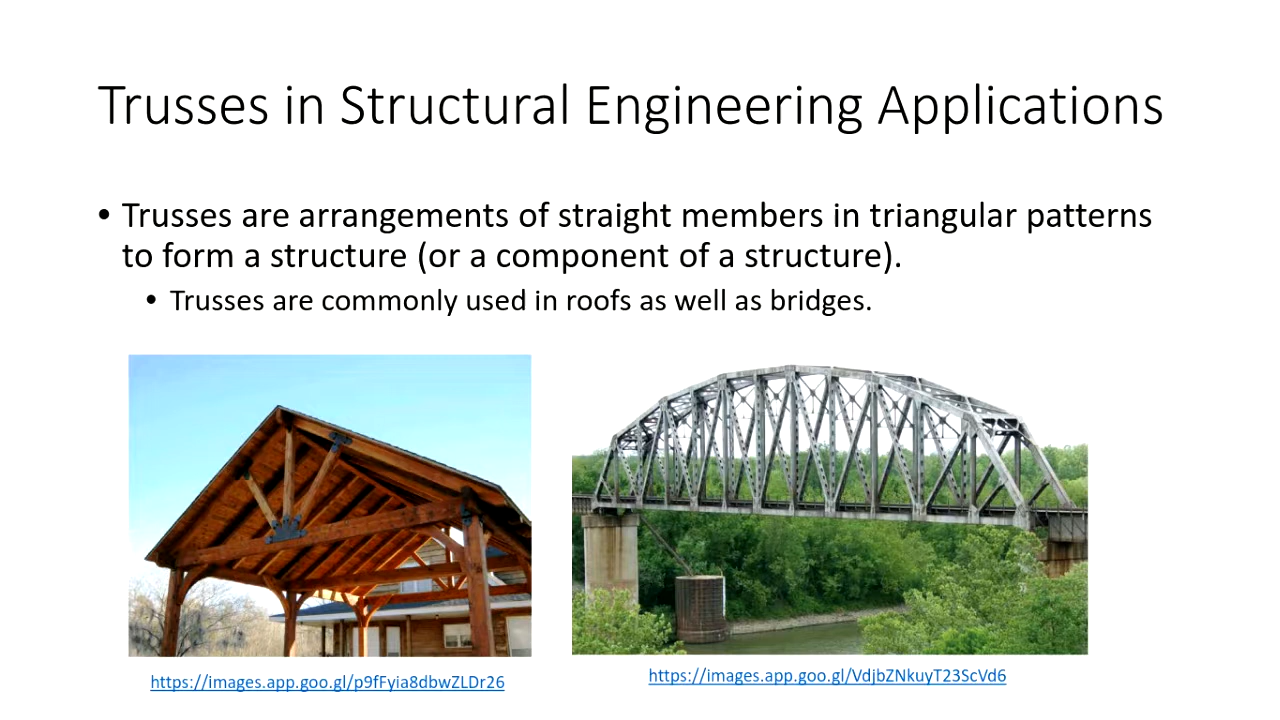 Trusses in Structural Engineering Applications
• Trusses are arrangements of straight members in triangular patterns
to form a structure (or a component of a structure).
• Trusses are commonly used in roofs as well as bridges.
https://images.app.goo.gl/p9fFyia8dbwZLDr26
https://images.app.goo.gl/VdjbZNkuyT23ScVd6